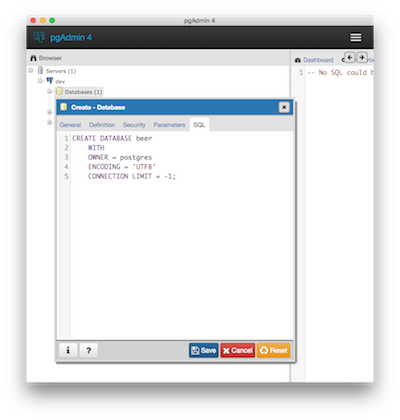 pgAdmin 4
pgAdmin 4
Browser
Dashboard
Servers (1)
dev
Databases (1)
1 -- No SQL could b
Create - Database
General Definition Security Parameters SQL
1 CREATE DATABASE beer
2 WITH
3 OWNER = postgres
4 ENCODING = 'UTF8'
5 CONNECTION LIMIT = -1;
i ? Save Cancel Reset